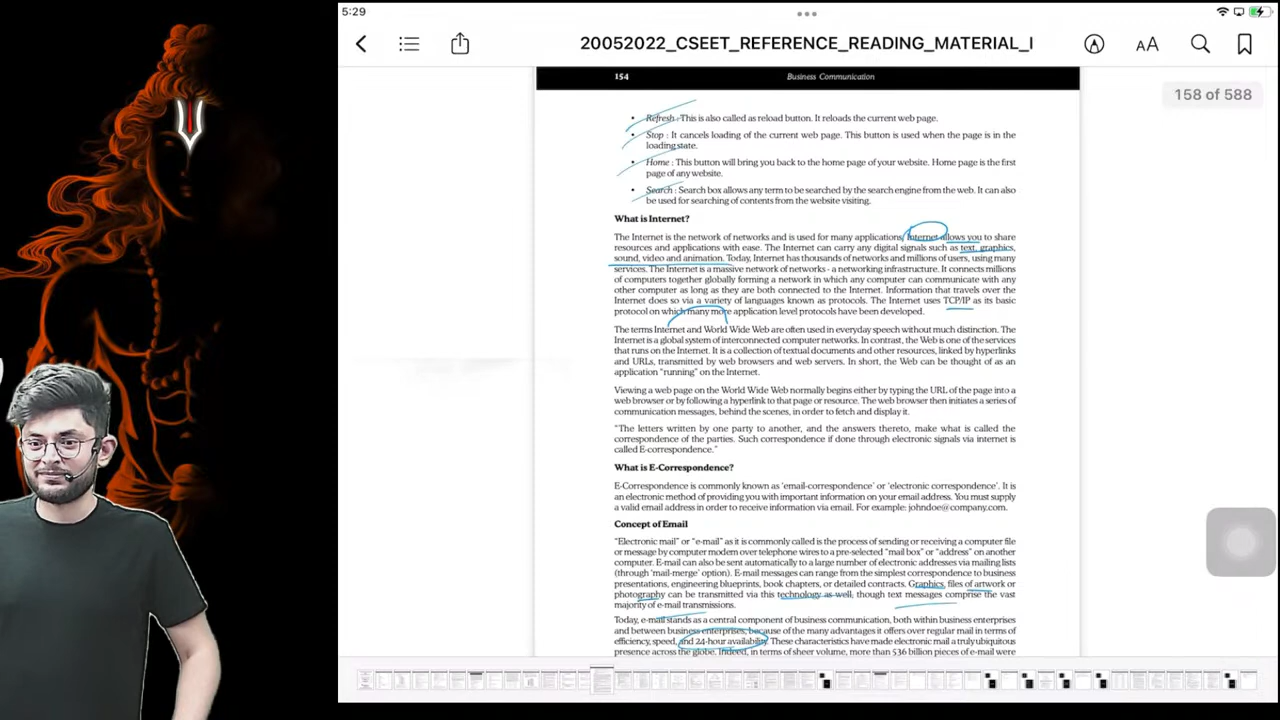 5:29
20052022_CSEET_REFERENCE_READING_MATERIAL_I
AA
154
Business Communication
158 of 588
• Refresh : This is also called as reload button. It reloads the current web page.
• Stop : It cancels loading of the current web page. This button is used when the page is in the
loading state.
• Home : This button will bring you back to the home page of your website. Home page is the first
page of any website.
• Search : Search box allows any term to be searched by the search engine from the web. It can also
be used for searching of contents from the website visiting.
What is Internet?
The Internet is the network of networks and is used for many applications, Internet allows you to share
resources and applications with ease. The Internet can carry any digital signals such as text, graphics,
sound, video and animation. Today, Internet has thousands of networks and millions of users, using many
services. The Internet is a massive network of networks - a networking infrastructure. It connects millions
of computers together globally forming a network in which any computer can communicate with any
other computer as long as they are both connected to the Internet. Information that travels over the
Internet does so via a variety of languages known as protocols. The Internet uses TCP/IP as its basic
protocol on which many more application level protocols have been developed.
The terms Internet and World Wide Web are often used in everyday speech without much distinction. The
Internet is a global system of interconnected computer networks. In contrast, the Web is one of the services
that runs on the Internet. It is a collection of textual documents and other resources, linked by hyperlinks
and URLs, transmitted by web browsers and web servers. In short, the Web can be thought of as an
application "running" on the Internet.
Viewing a web page on the World Wide Web normally begins either by typing the URL of the page into a
web browser or by following a hyperlink to that page or resource. The web browser then initiates a series of
communication messages, behind the scenes, in order to fetch and display it.
"The letters written by one party to another, and the answers thereto, make what is called the
correspondence of the parties. Such correspondence if done through electronic signals via internet is
called E-correspondence."
What is E-Correspondence?
E-Correspondence is commonly known as 'email-correspondence' or 'electronic correspondence'. It is
an electronic method of providing you with important information on your email address. You must supply
a valid email address in order to receive information via email. For example: johndoe@company.com.
Concept of Email
"Electronic mail" or "e-mail" as it is commonly called is the process of sending or receiving a computer file
or message by computer modem over telephone wires to a pre-selected "mail box" or "address" on another
computer. E-mail can also be sent automatically to a large number of electronic addresses via mailing lists
(through 'mail-merge' option). E-mail messages can range from the simplest correspondence to business
presentations, engineering blueprints, book chapters, or detailed contracts. Graphics, files of artwork or
photography can be transmitted via this technology as well, though text messages comprise the vast
majority of e-mail transmissions.
Today, e-mail stands as a central component of business communication, both within business enterprises
and between business enterprises, because of the many advantages it offers over regular mail in terms of
efficiency, speed, and 24-hour availability. These characteristics have made electronic mail a truly ubiquitous
presence across the globe. Indeed, in terms of sheer volume, more than 536 billion pieces of e-mail were